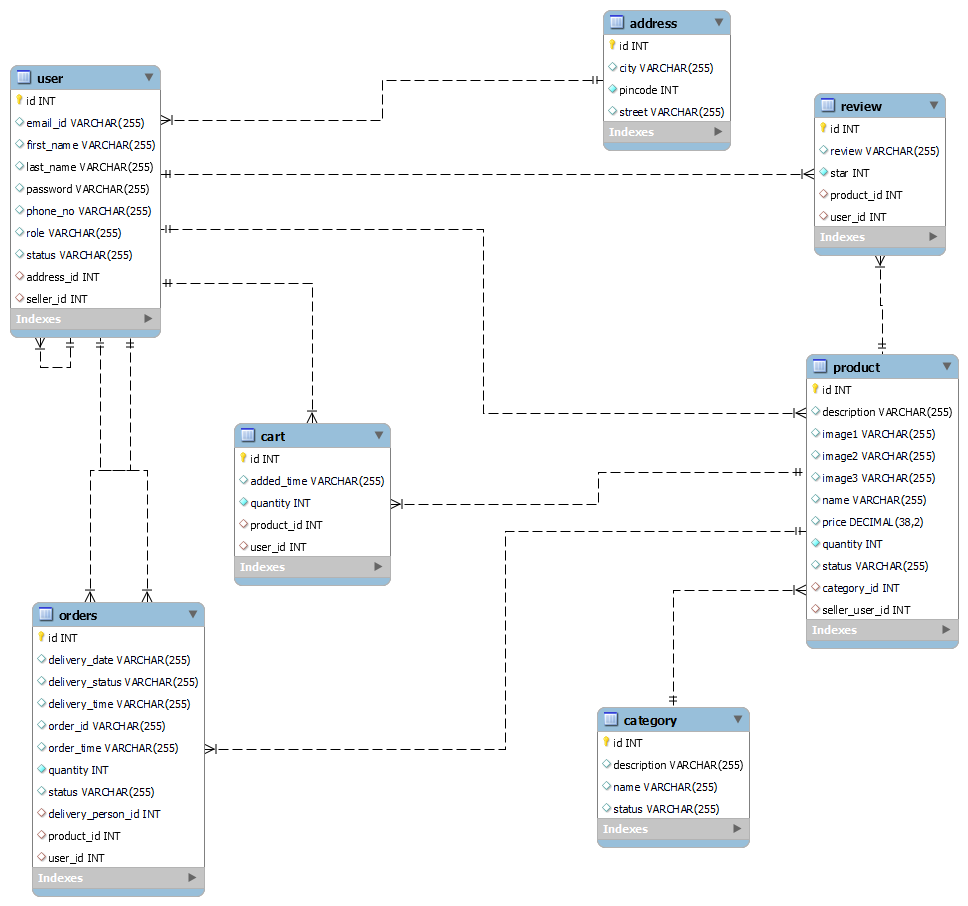 user
id INT
email_id VARCHAR(255)
first_name VARCHAR(255)
last_name VARCHAR(255)
password VARCHAR(255)
phone_no VARCHAR(255)
role VARCHAR(255)
status VARCHAR(255)
address_id INT
seller_id INT
Indexes
address
id INT
city VARCHAR(255)
pincode INT
street VARCHAR(255)
Indexes
review
id INT
review VARCHAR(255)
star INT
product_id INT
user_id INT
Indexes
cart
id INT
added_time VARCHAR(255)
quantity INT
product_id INT
user_id INT
Indexes
product
id INT
description VARCHAR(255)
image1 VARCHAR(255)
image2 VARCHAR(255)
image3 VARCHAR(255)
name VARCHAR(255)
price DECIMAL(38,2)
quantity INT
status VARCHAR(255)
category_id INT
seller_user_id INT
Indexes
orders
id INT
delivery_date VARCHAR(255)
delivery_status VARCHAR(255)
delivery_time VARCHAR(255)
order_id VARCHAR(255)
order_time VARCHAR(255)
quantity INT
status VARCHAR(255)
delivery_person_id INT
product_id INT
user_id INT
Indexes
category
id INT
description VARCHAR(255)
name VARCHAR(255)
status VARCHAR(255)
Indexes